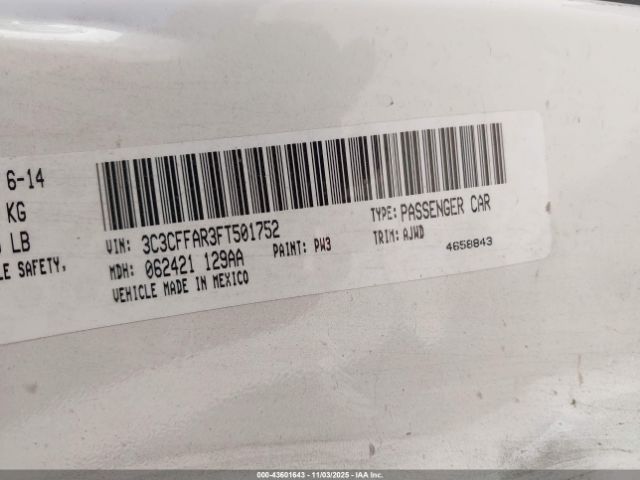 6-14
KG
LB
LE SAFETY,
VIN: 3C3CFFAR3FT501752
TYPE: PASSENGER CAR
MDH: 062421 129AA
PAINT: PW3
TRIM: AJWD
VEHICLE MADE IN MEXICO
4658843
000-43601643 - 11/03/2025 - IAA Inc.